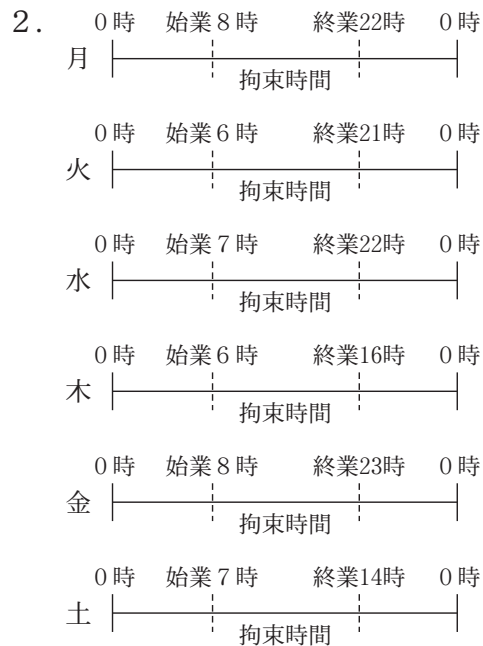 2. 0時 始業8時 終業22時 0時
月
拘束時間
0時 始業6時 終業21時 0時
火
拘束時間
0時 始業7時 終業22時 0時
水
拘束時間
0時 始業6時 終業16時 0時
木
拘束時間
0時 始業8時 終業23時 0時
金
拘束時間
0時 始業7時 終業14時 0時
土
拘束時間